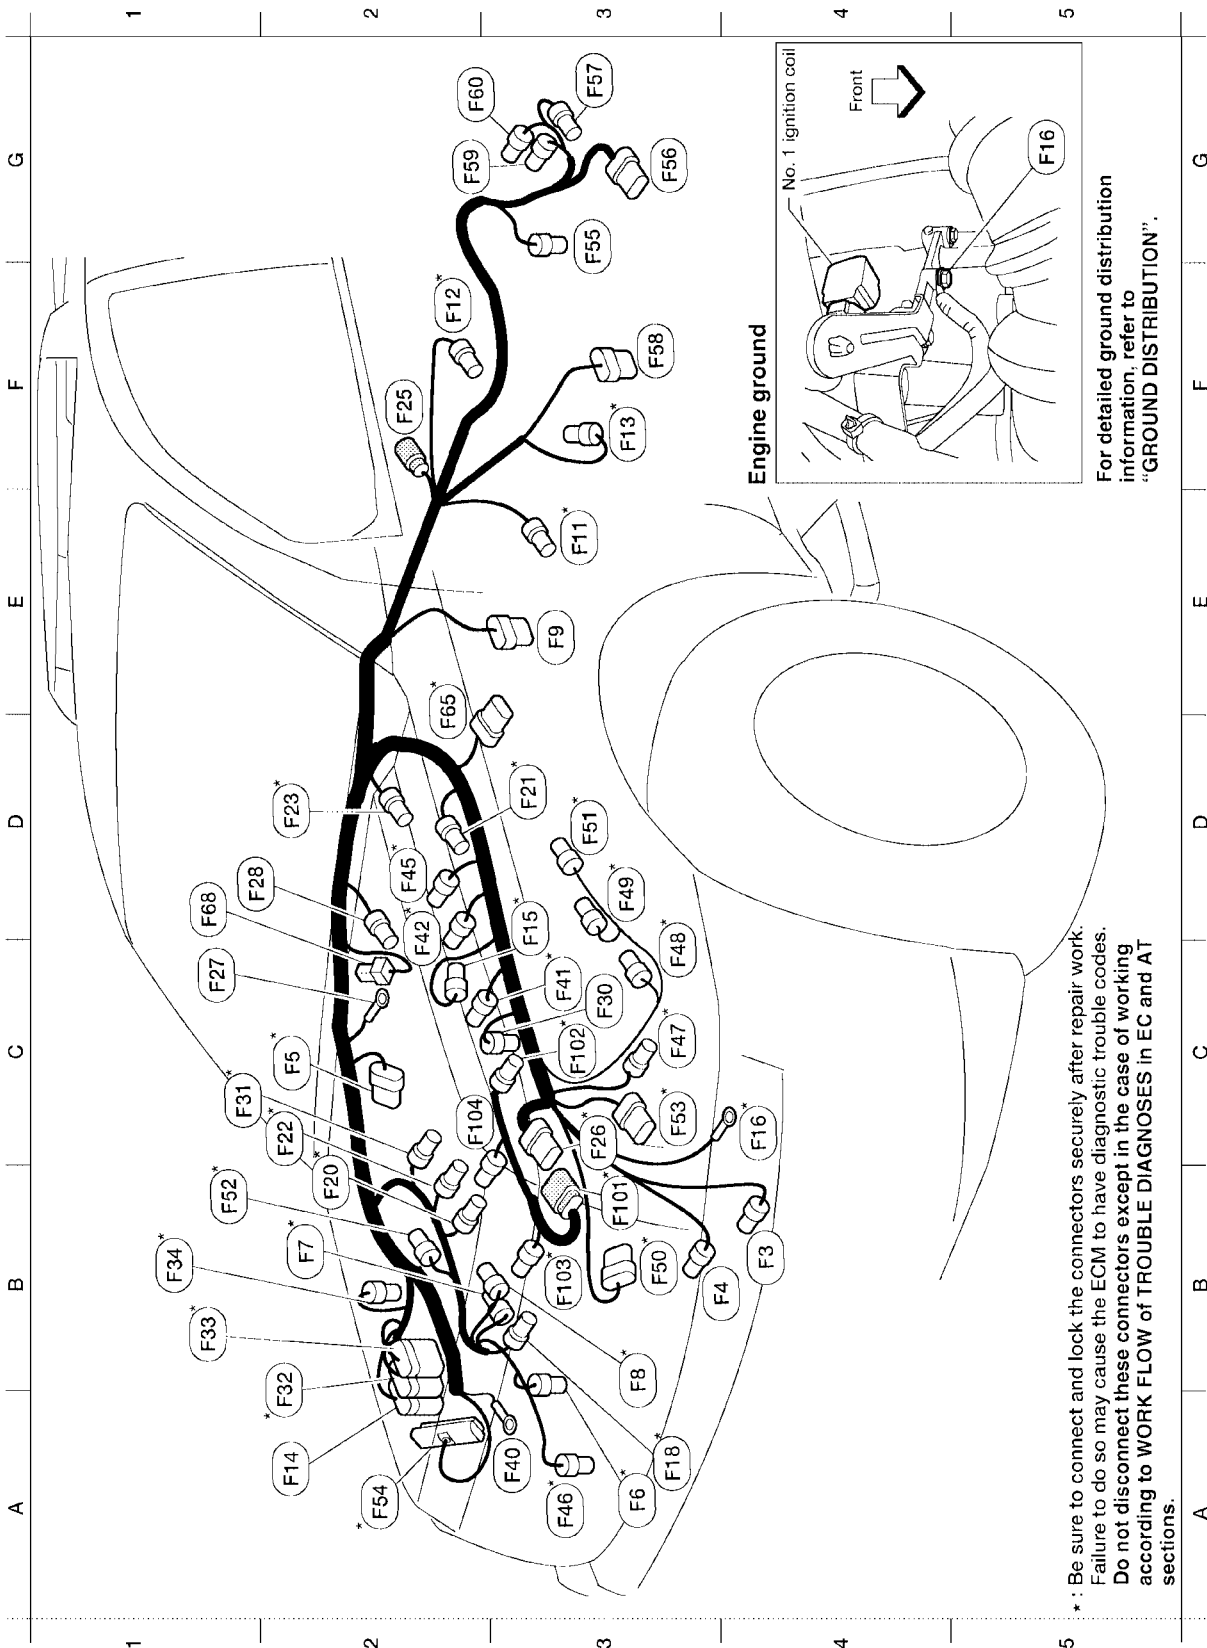 1
2
3
4
5
G
F
E
D
C
B
A
F60
F57
F59
F56
F55
F12 *
F25
F58
F13 *
F11 *
F9
F65 *
F23 *
F21 *
F51 *
F45 *
F28
F68
F49 *
F42 *
F15 *
F48 *
F27
F41 *
F30
F5 *
F102 *
F47 *
F31 *
F104
F53 *
F22 *
F26 *
F16 *
F20 *
F52 *
F101 *
F7 *
F34 *
F103 *
F50 *
F3
F4
F33 *
F32 *
F8 *
F14
F40
F18 *
F54 *
F46 *
F6 *
Engine ground
No. 1 ignition coil
Front
F16
For detailed ground distribution
information, refer to
“GROUND DISTRIBUTION”.
* : Be sure to connect and lock the connectors securely after repair work.
Failure to do so may cause the ECM to have diagnostic trouble codes.
Do not disconnect these connectors except in the case of working
according to WORK FLOW of TROUBLE DIAGNOSES in EC and AT
sections.
1
2
3
4
5
G
F
E
D
C
B
A